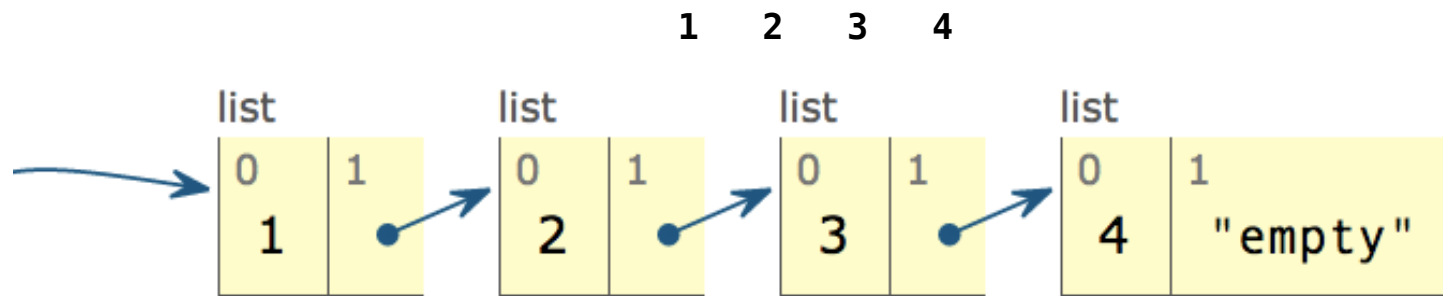 1 2 3 4
list list list list
0 1 0 1 0 1 0 1
1 2 3 4 "empty"